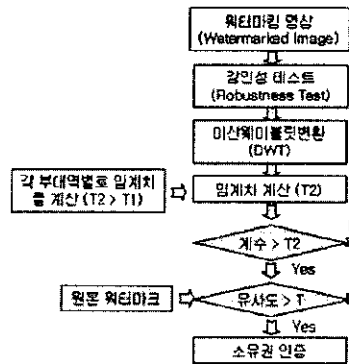 워터마킹 영상
(Watermarked Image)
강인성 테스트
(Robustness Test)
이산웨이블릿변환
(DWT)
각 부대역별로 임계치
를 계산 (T2 > T1)
임계치 계산 (T2)
계수 > T2
Yes
원본 워터마크
유사도 > T
Yes
소유권 인증